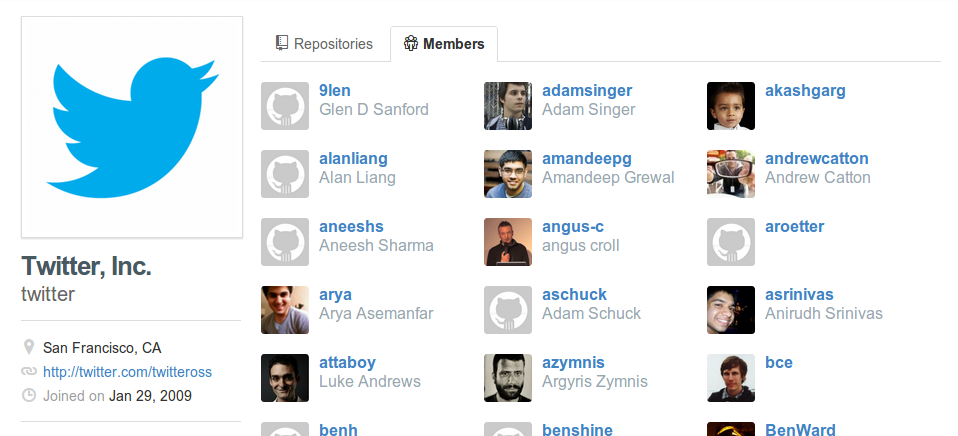 Repositories
Members
9len
Glen D Sanford
adamsinger
Adam Singer
akashgarg
alanliang
Alan Liang
amandeepg
Amandeep Grewal
andrewcatton
Andrew Catton
aneeshs
Aneesh Sharma
angus-c
angus croll
aroetter
Twitter, Inc.
twitter
arya
Arya Asemanfar
aschuck
Adam Schuck
asrinivas
Anirudh Srinivas
San Francisco, CA
http://twitter.com/twitteross
Joined on Jan 29, 2009
attaboy
Luke Andrews
azymnis
Argyris Zymnis
bce
benh
benshine
BenWard